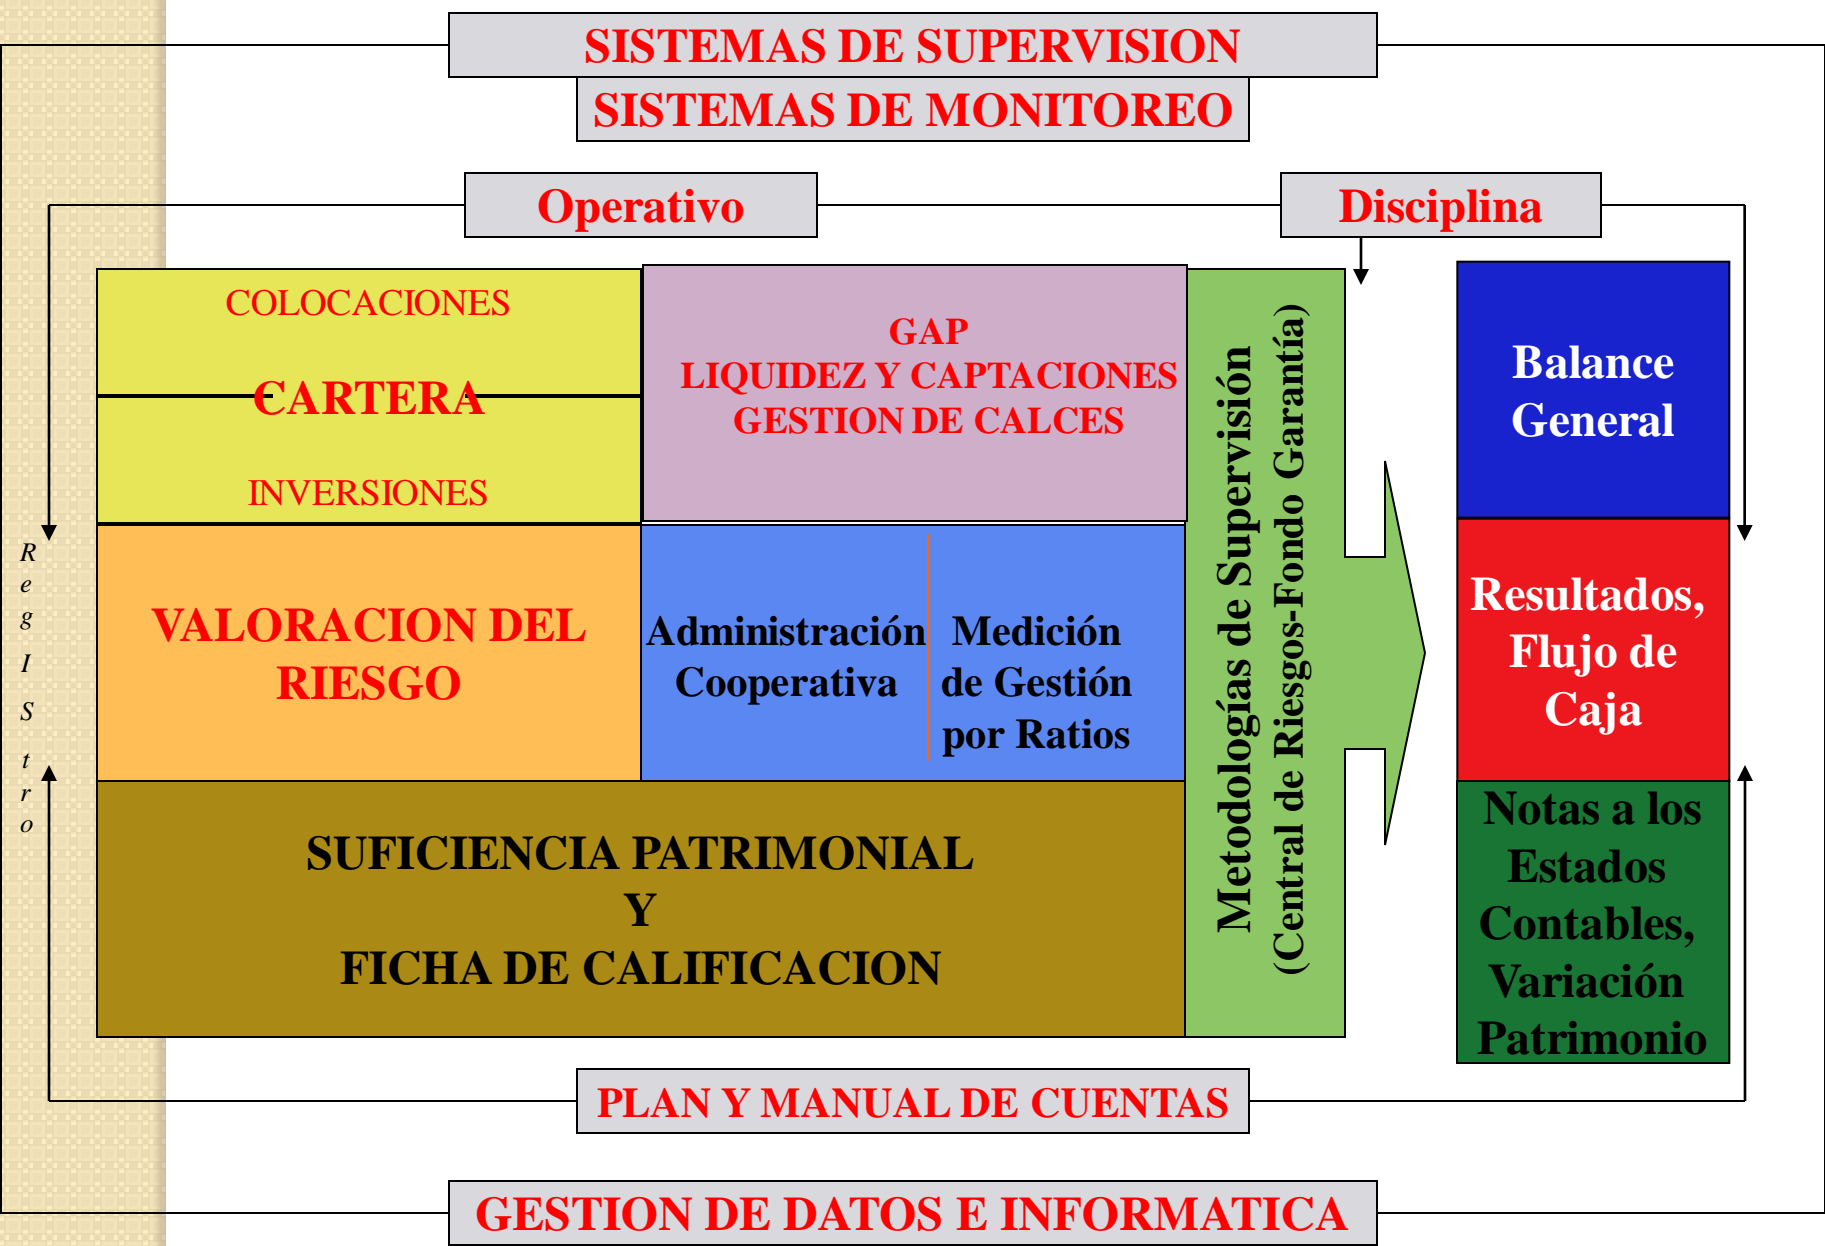 SISTEMAS DE SUPERVISION
SISTEMAS DE MONITOREO
Operativo
Disciplina
COLOCACIONES
CARTERA
INVERSIONES
GAP
LIQUIDEZ Y CAPTACIONES
GESTION DE CALCES
VALORACION DEL
RIESGO
Administración
Cooperativa
Medición
de Gestión
por Ratios
SUFICIENCIA PATRIMONIAL
Y
FICHA DE CALIFICACION
Metodologías de Supervisión
(Central de Riesgos-Fondo Garantía)
Balance
General
Resultados,
Flujo de
Caja
Notas a los
Estados
Contables,
Variación
Patrimonio
R
e
g
I
S
t
r
o
PLAN Y MANUAL DE CUENTAS
GESTION DE DATOS E INFORMATICA